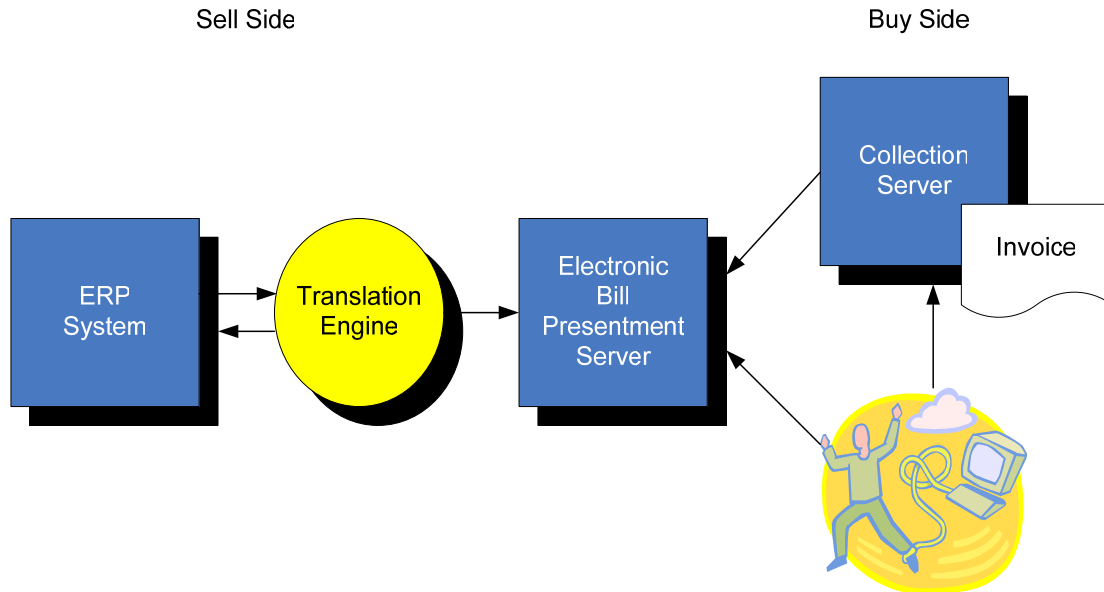 Sell Side
Buy Side
Collection
Server
Invoice
ERP
System
Translation
Engine
Electronic
Bill
Presentment
Server